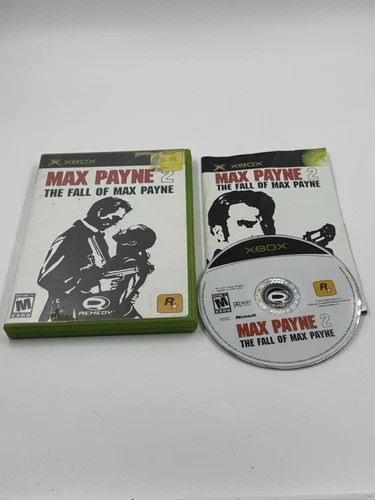 XBOX
MAX PAYNE 2
THE FALL OF MAX PAYNE
M
REMEDY
R
XBOX
MAX PAYNE 2
THE FALL OF MAX PAYNE
XBOX
M
R
Microsoft
MAX PAYNE 2
THE FALL OF MAX PAYNE